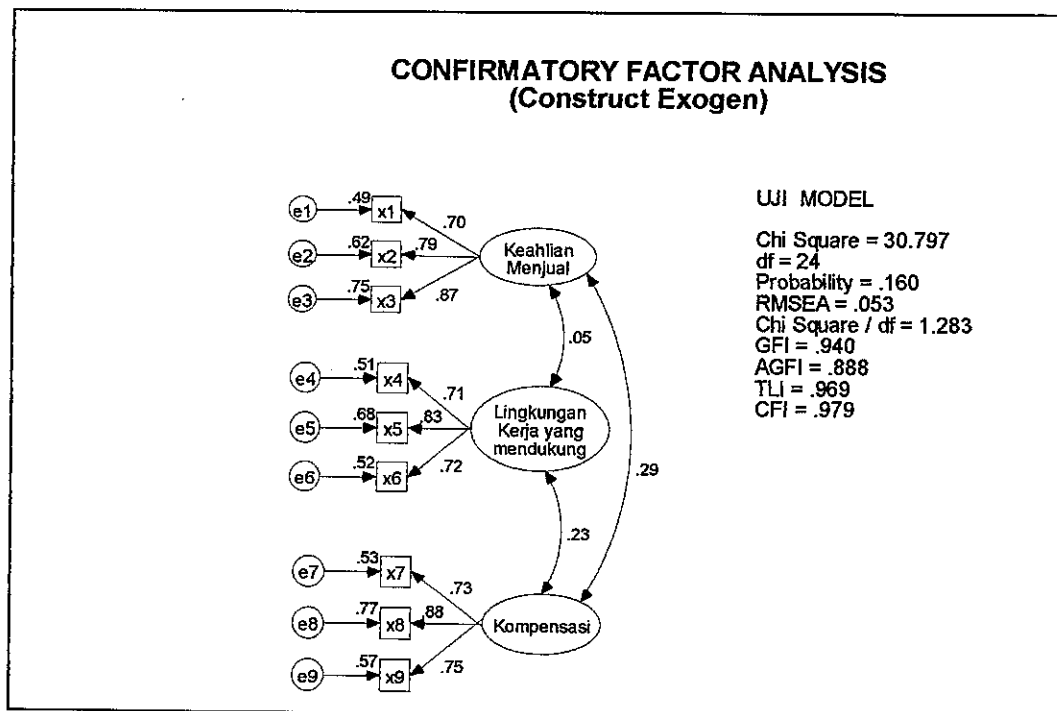 CONFIRMATORY FACTOR ANALYSIS
(Construct Exogen)
UJI MODEL
Chi Square = 30.797
df = 24
Probability = .160
RMSEA = .053
Chi Square / df = 1.283
GFI = .940
AGFI = .888
TLI = .969
CFI = .979
e1 .49 x1 .70
e2 .62 x2 .79
e3 .75 x3 .87
Keahlian
Menjual
.05
e4 .51 x4 .71
e5 .68 x5 .83
e6 .52 x6 .72
Lingkungan
Kerja yang
mendukung
.29
.23
e7 .53 x7 .73
e8 .77 x8 .88
e9 .57 x9 .75
Kompensasi